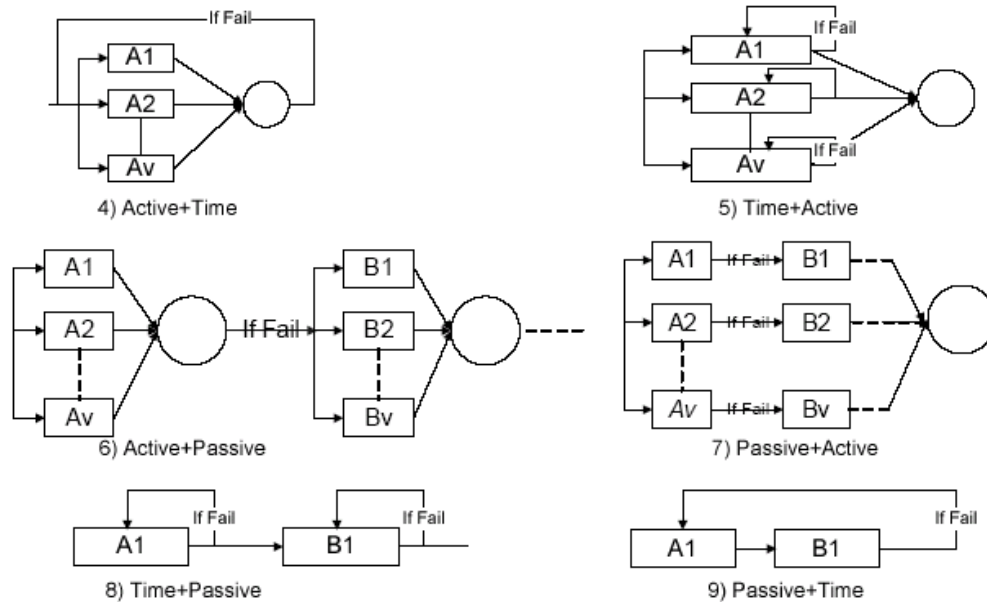 If Fail
A1
A2
Av
4) Active+Time
If Fail
A1
A2
If Fail
Av
5) Time+Active
A1
A2
Av
If Fail
B1
B2
Bv
6) Active+Passive
A1 If Fail B1
A2 If Fail B2
Av If Fail Bv
7) Passive+Active
A1
If Fail
B1
If Fail
8) Time+Passive
A1
B1
If Fail
9) Passive+Time